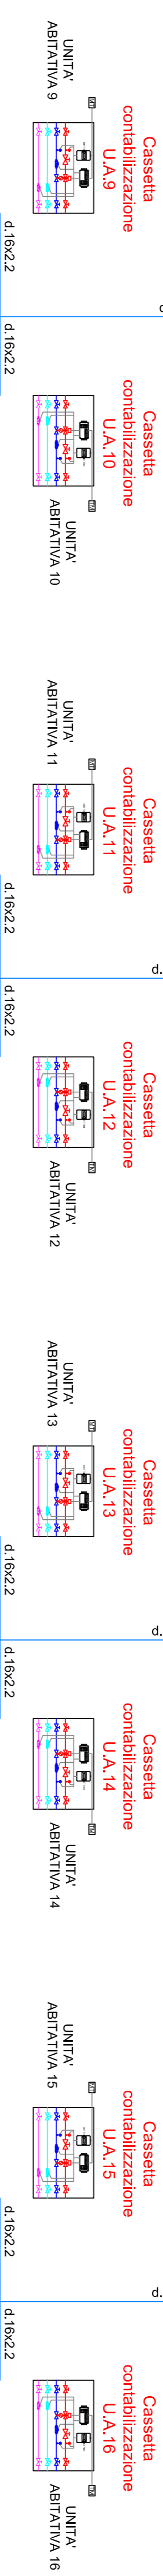 Cassetta
contabilizzazione
U.A.9
UNITA'
ABITATIVA 9
d.16x2.2
d.16x2.2
Cassetta
contabilizzazione
U.A.10
UNITA'
ABITATIVA 10
Cassetta
contabilizzazione
U.A.11
UNITA'
ABITATIVA 11
d.16x2.2
d.
d.16x2.2
Cassetta
contabilizzazione
U.A.12
UNITA'
ABITATIVA 12
Cassetta
contabilizzazione
U.A.13
UNITA'
ABITATIVA 13
d.16x2.2
d.
d.16x2.2
Cassetta
contabilizzazione
U.A.14
UNITA'
ABITATIVA 14
Cassetta
contabilizzazione
U.A.15
UNITA'
ABITATIVA 15
d.16x2.2
d.
d.16x2.2
Cassetta
contabilizzazione
U.A.16
UNITA'
ABITATIVA 16